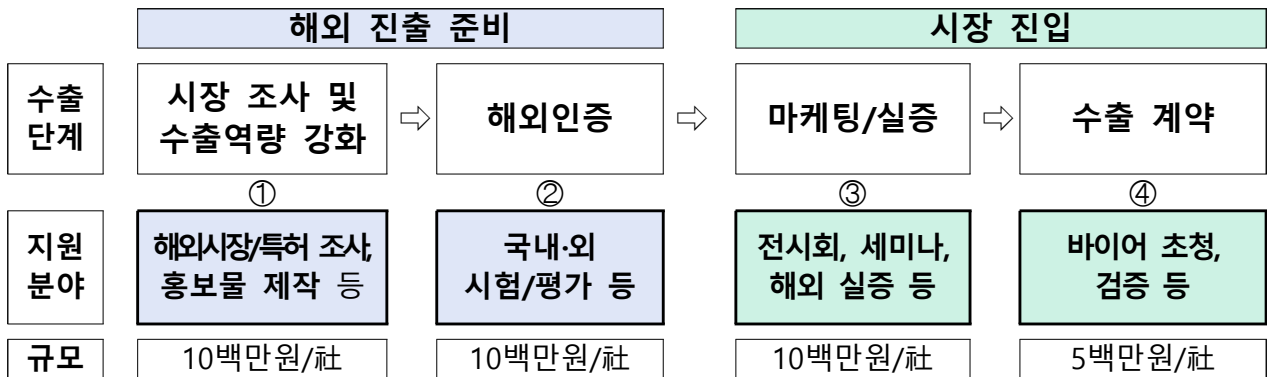 해외 진출 준비
시장 진입
수출
단계
시장 조사 및
수출역량 강화
⇨
해외인증
⇨
마케팅/실증
⇨
수출 계약
①
②
③
④
지원
분야
해외시장/특허 조사,
홍보물 제작 등
국내·외
시험/평가 등
전시회, 세미나,
해외 실증 등
바이어 초청,
검증 등
규모
10백만원/社
10백만원/社
10백만원/社
5백만원/社